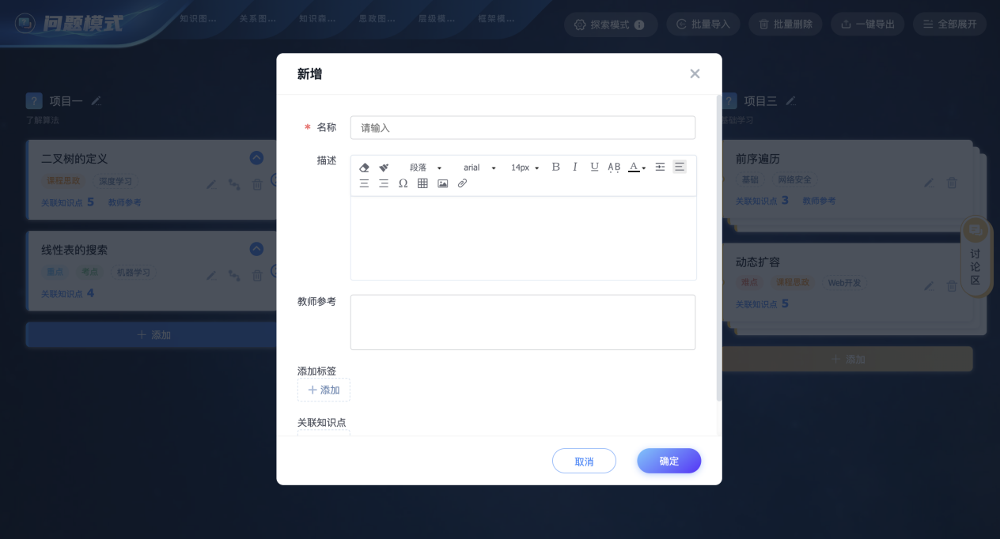 问题模式
知识图...
关系图...
知识森...
思政图...
层级模...
框架模...
探索模式
批量导入
批量删除
一键导出
全部展开
项目一
了解算法
二叉树的定义
课程思政 深度学习
关联知识点 5 教师参考
线性表的搜索
重点 考点 机器学习
关联知识点 4
添加
新增
* 名称
请输入
描述
段落 arial 14px B I U AB A
Ω
教师参考
添加标签
添加
关联知识点
取消
确定
项目三
基础学习
前序遍历
基础 网络安全
关联知识点 3 教师参考
动态扩容
难点 课程思政 Web开发
关联知识点 5
添加
讨
论
区